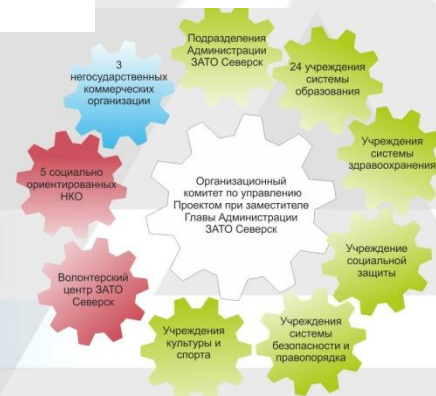 Подразделения
Администрации
ЗАТО Северск
3
негосударственных
коммерческих
организации
24 учреждения
системы
образования
Учреждения
системы
здравоохранения
5 социально
ориентированных
НКО
Организационный
комитет по управлению
Проектом при заместителе
Главы Администрации
ЗАТО Северск
Учреждение
социальной
защиты
Волонтерский
центр ЗАТО
Северск
Учреждения
культуры и
спорта
Учреждения
системы
безопасности и
правопорядка